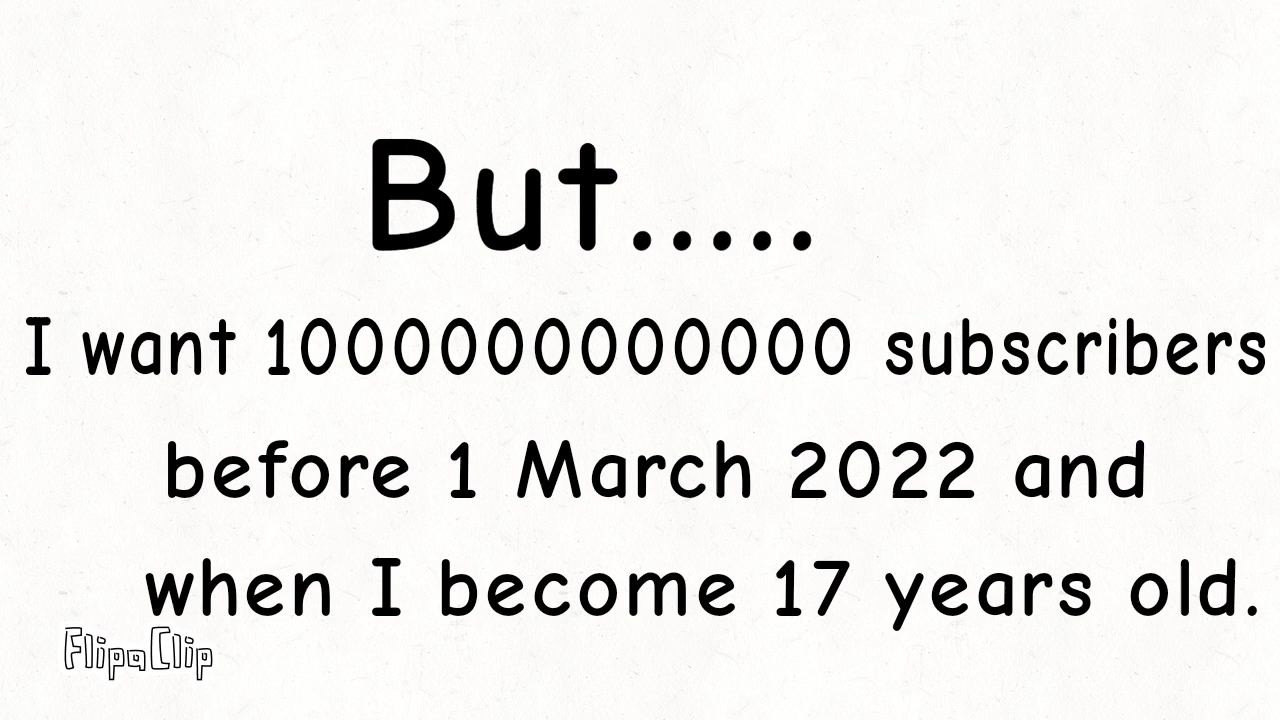 But.....
I want 1000000000000 subscribers
before 1 March 2022 and
when I become 17 years old.
FlipaClip